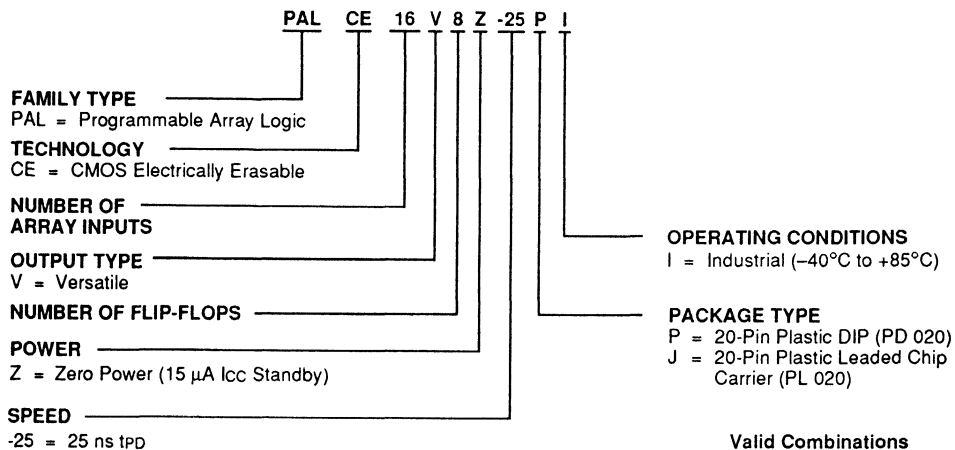 PAL CE 16 V 8 Z -25 P I
FAMILY TYPE
PAL = Programmable Array Logic
TECHNOLOGY
CE = CMOS Electrically Erasable
NUMBER OF
ARRAY INPUTS
OUTPUT TYPE
V = Versatile
NUMBER OF FLIP-FLOPS
POWER
Z = Zero Power (15 µA ICC Standby)
SPEED
-25 = 25 ns tPD
OPERATING CONDITIONS
I = Industrial (–40°C to +85°C)
PACKAGE TYPE
P = 20-Pin Plastic DIP (PD 020)
J = 20-Pin Plastic Leaded Chip
Carrier (PL 020)
Valid Combinations